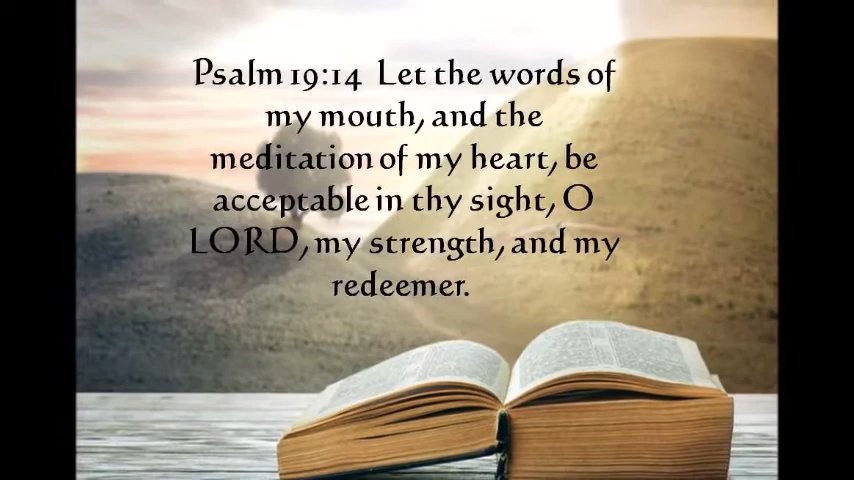 Psalm 19:14 Let the words of
my mouth, and the
meditation of my heart, be
acceptable in thy sight, O
LORD, my strength, and my
redeemer.